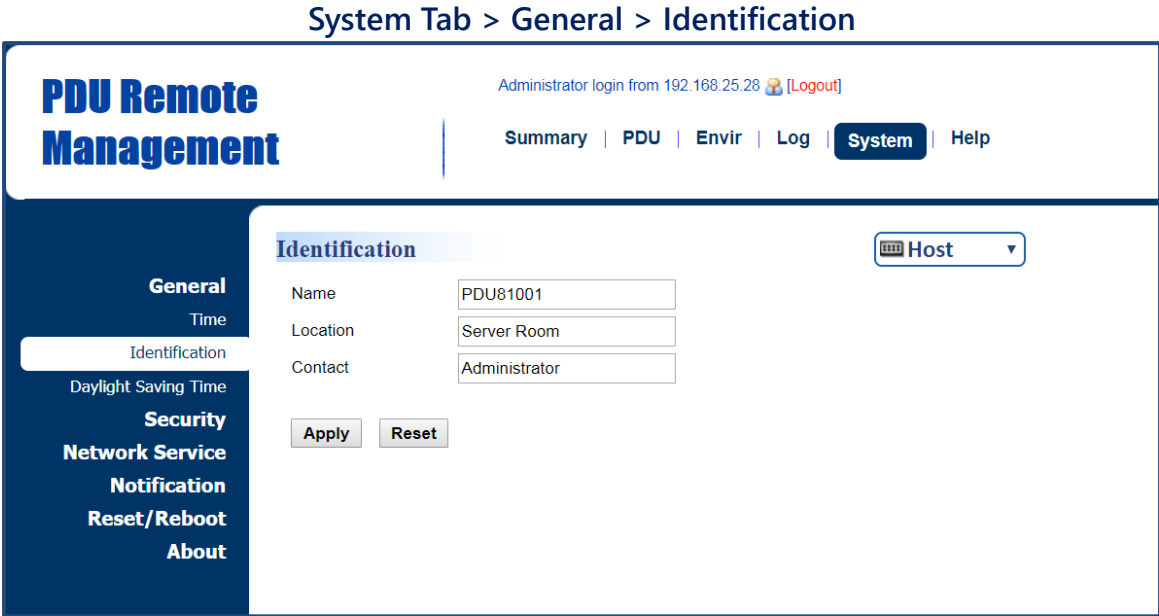 System Tab > General > Identification
PDU Remote
Management
Administrator login from 192.168.25.28 [Logout]
Summary | PDU | Envir | Log | System | Help
Identification
Host
General
Time
Identification
Daylight Saving Time
Security
Network Service
Notification
Reset/Reboot
About
Name PDU81001
Location Server Room
Contact Administrator
Apply Reset